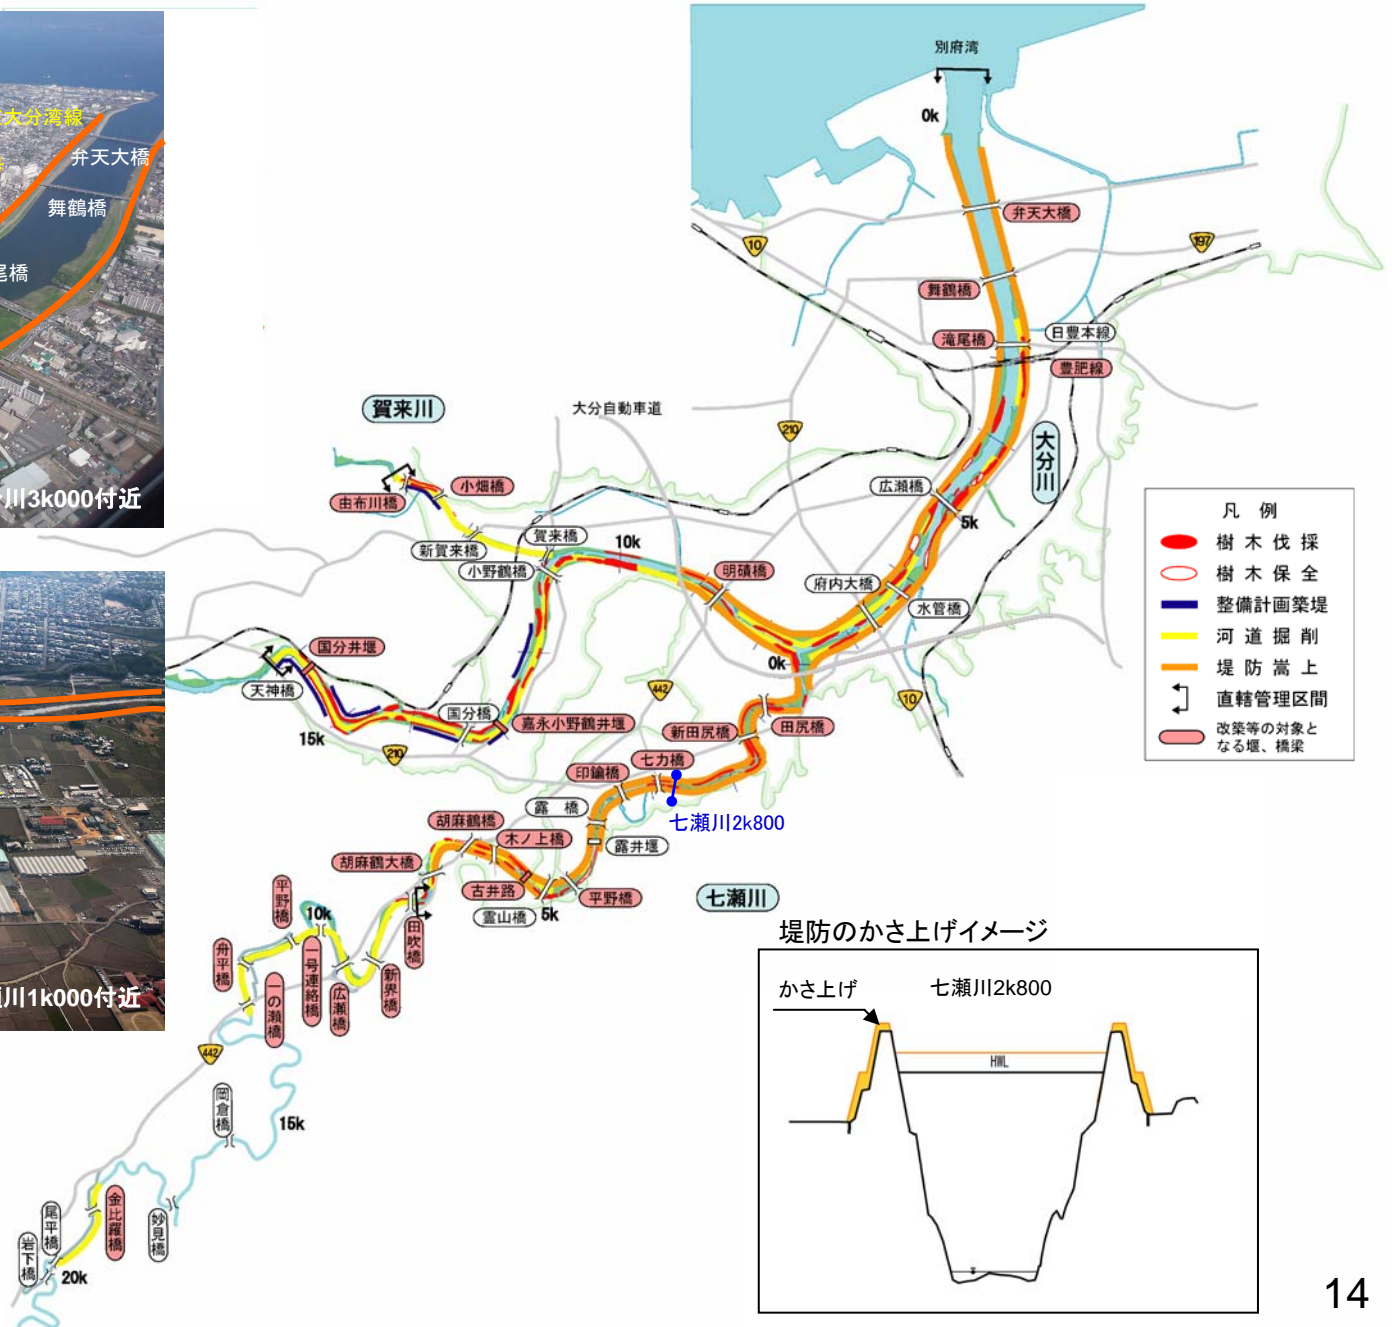 別府湾
0k
大分湾線
弁天大橋
舞鶴橋
尾橋
川3k000付近
弁天大橋
10
197
舞鶴橋
滝尾橋
日豊本線
豊肥線
賀来川
大分自動車道
210
大分川
小畑橋
由布川橋
広瀬橋
5k
新賀来橋
賀来橋
10k
小野鶴橋
明磧橋
府内大橋
水管橋
凡 例
樹木伐採
樹木保全
整備計画築堤
河道掘削
堤防嵩上
直轄管理区間
改築等の対象と
なる堰、橋梁
国分井堰
天神橋
0k
442
10
国分橋
嘉永小野鶴井堰
15k
210
新田尻橋
田尻橋
七力橋
印鑰橋
七瀬川2k800
露 橋
露井堰
胡麻鶴橋
木ノ上橋
胡麻鶴大橋
古井路
平野橋
霊山橋
5k
七瀬川
平野橋
10k
田吹橋
舟平橋
一の瀬橋
一号連絡橋
広瀬橋
新界橋
川1k000付近
442
岡倉橋
15k
金比羅橋
妙見橋
尾平橋
岩下橋
20k
堤防のかさ上げイメージ
かさ上げ
七瀬川2k800
HWL
14